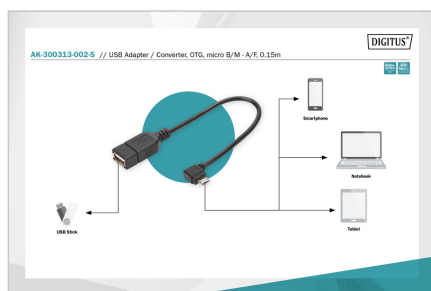 DIGITUS®
AK-300313-002-S // USB Adapter / Converter, OTG, micro B/M - A/F, 0.15m
Smartphone
Notebook
USB Stick
Tablet